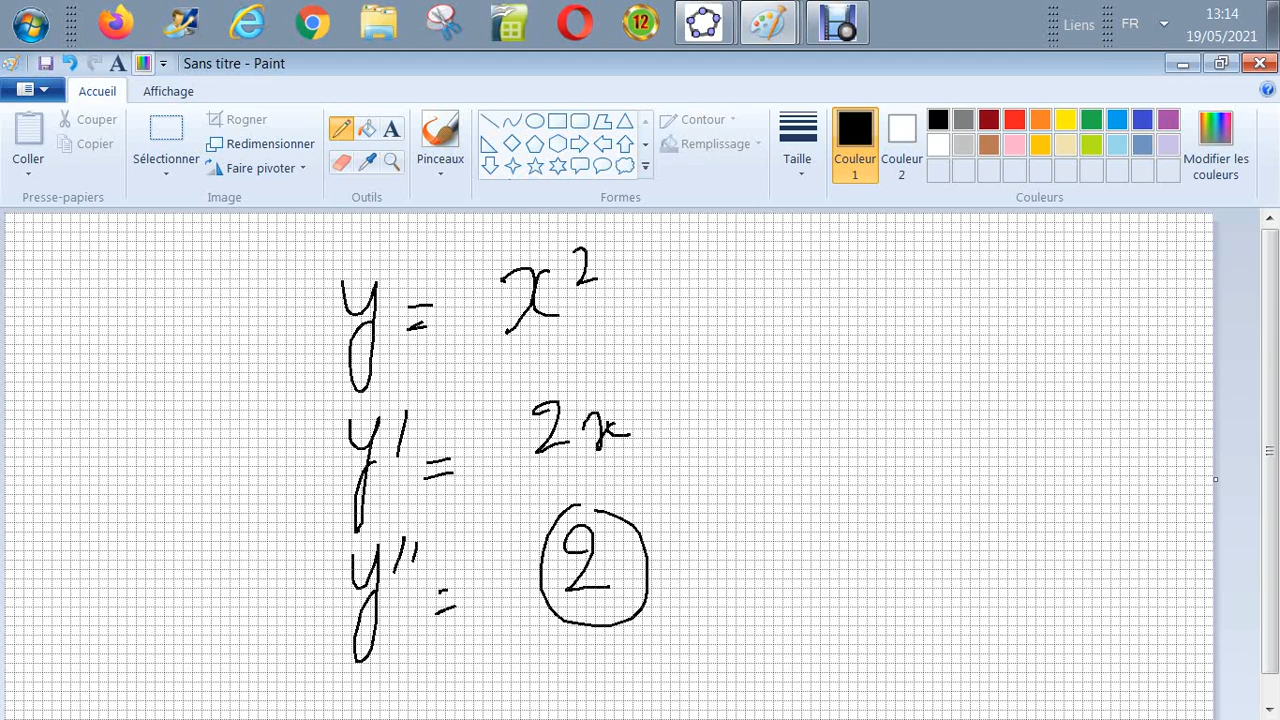 12
Liens
FR
13:14
19/05/2021
Sans titre - Paint
Accueil
Affichage
Coller
Couper
Copier
Presse-papiers
Sélectionner
Rogner
Redimensionner
Faire pivoter
Image
Outils
Pinceaux
Contour
Remplissage
Formes
Taille
Couleur 1
Couleur 2
Modifier les couleurs
Couleurs
y = x²
y' = 2x
y'' = 2